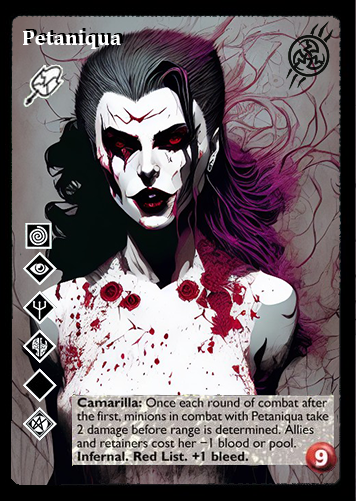 Petaniqua
Camarilla: Once each round of combat after
the first, minions in combat with Petaniqua take
2 damage before range is determined. Allies
and retainers cost her −1 blood or pool.
Infernal. Red List. +1 bleed.
9